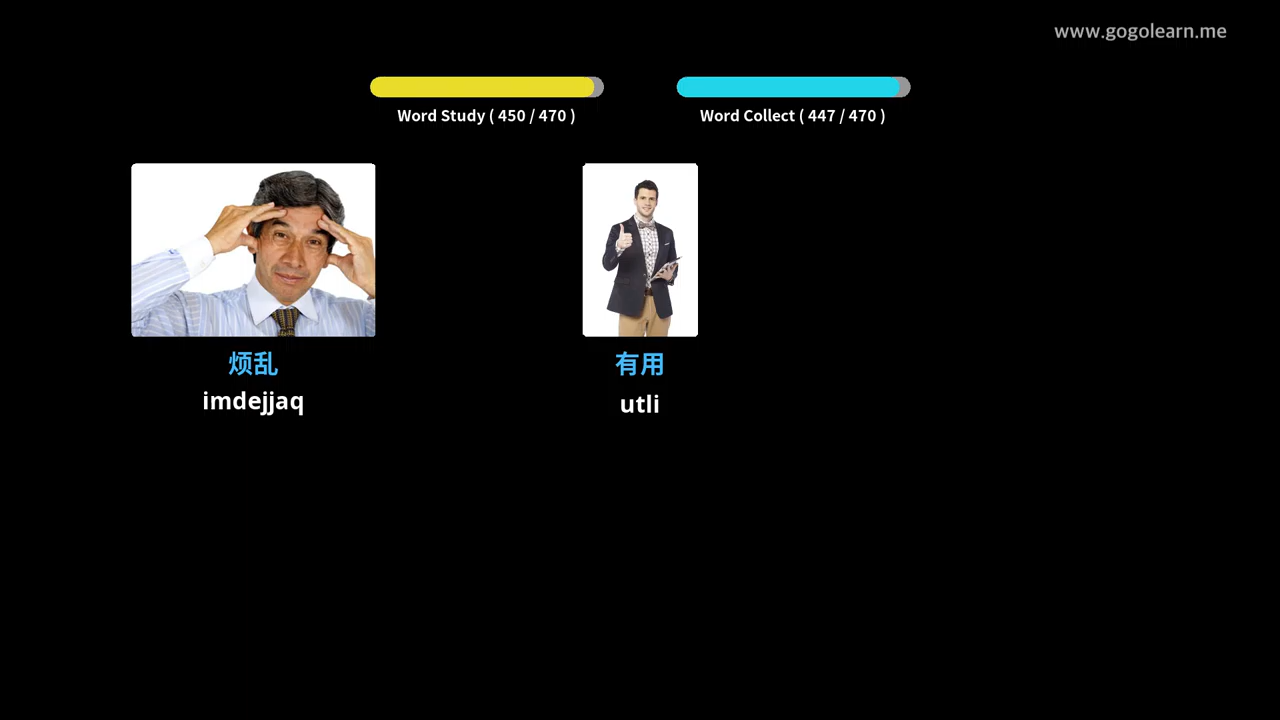 www.gogolearn.me
Word Study ( 450 / 470 )
Word Collect ( 447 / 470 )
烦乱
有用
imdejjaq
utli